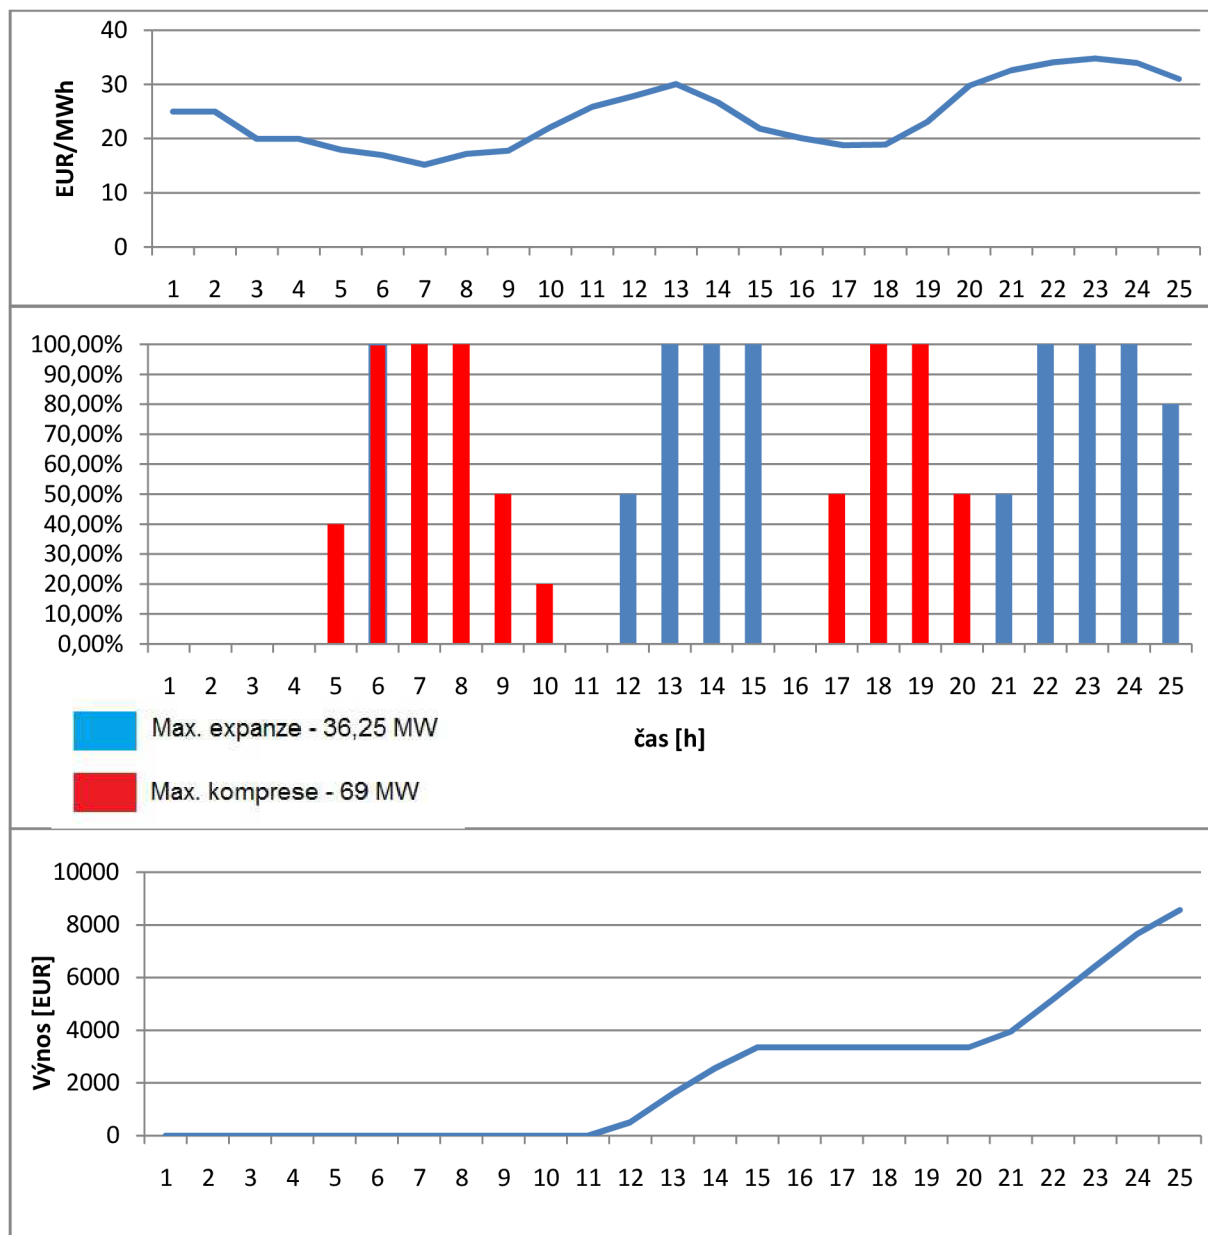 40
30
20
10
0
EUR/MWh
1 2 3 4 5 6 7 8 9 10 11 12 13 14 15 16 17 18 19 20 21 22 23 24 25
100,00%
90,00%
80,00%
70,00%
60,00%
50,00%
40,00%
30,00%
20,00%
10,00%
0,00%
1 2 3 4 5 6 7 8 9 10 11 12 13 14 15 16 17 18 19 20 21 22 23 24 25
Max. expanze - 36,25 MW
čas [h]
Max. komprese - 69 MW
10000
8000
6000
4000
2000
0
Výnos [EUR]
1 2 3 4 5 6 7 8 9 10 11 12 13 14 15 16 17 18 19 20 21 22 23 24 25